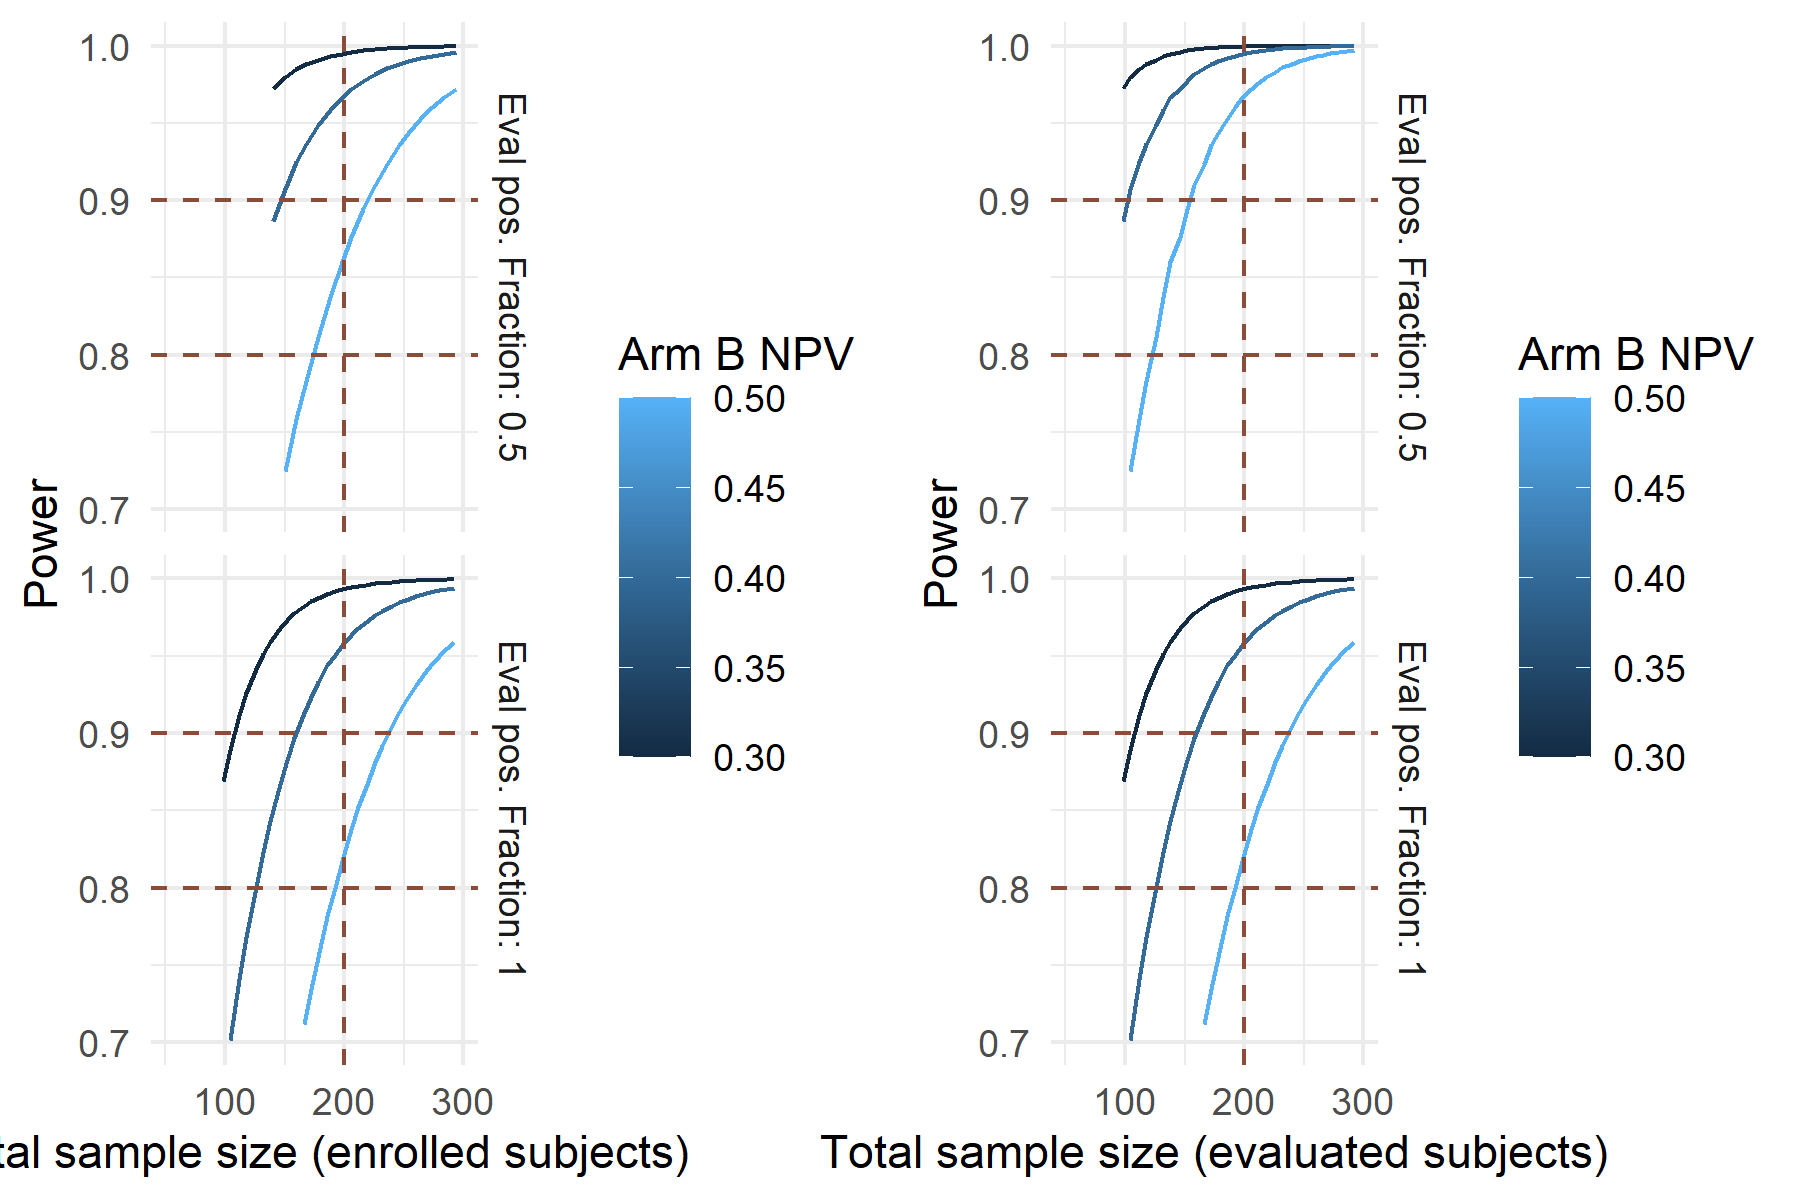 1.0
0.9
0.8
0.7
Eval pos. Fraction: 0.5
1.0
0.9
0.8
0.7
Eval pos. Fraction: 1
Power
100 200 300
tal sample size (enrolled subjects)
Arm B NPV
0.50
0.45
0.40
0.35
0.30
1.0
0.9
0.8
0.7
Eval pos. Fraction: 0.5
1.0
0.9
0.8
0.7
Eval pos. Fraction: 1
Power
100 200 300
Total sample size (evaluated subjects)
Arm B NPV
0.50
0.45
0.40
0.35
0.30